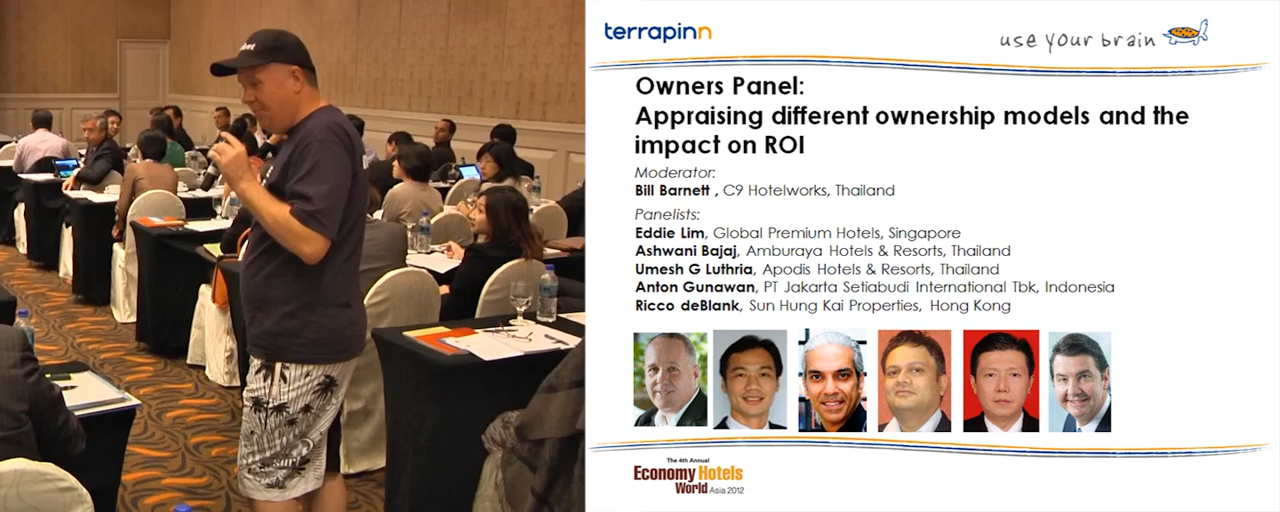 terrapinn
use your brain
Owners Panel:
Appraising different ownership models and the
impact on ROI
Moderator:
Bill Barnett , C9 Hotelworks, Thailand
Panelists:
Eddie Lim, Global Premium Hotels, Singapore
Ashwani Bajaj, Amburaya Hotels & Resorts, Thailand
Umesh G Luthria, Apodis Hotels & Resorts, Thailand
Anton Gunawan, PT Jakarta Setiabudi International Tbk, Indonesia
Ricco deBlank, Sun Hung Kai Properties, Hong Kong
The 4th Annual
Economy Hotels
World Asia 2012